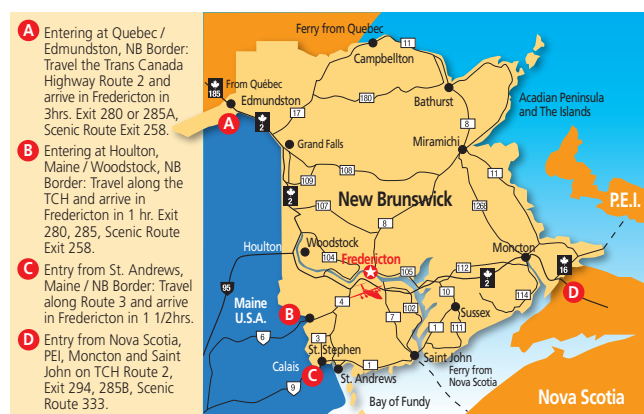 A
Entering at Quebec /
Edmundston, NB Border:
Travel the Trans Canada
Highway Route 2 and
arrive in Fredericton in
3hrs. Exit 280 or 285A,
Scenic Route Exit 258.
B
Entering at Houlton,
Maine / Woodstock, NB
Border: Travel along the
TCH and arrive in
Fredericton in 1 hr. Exit
280, 285, Scenic Route
Exit 258.
C
Entry from St. Andrews,
Maine / NB Border: Travel
along Route 3 and arrive
in Fredericton in 1 1/2hrs.
D
Entry from Nova Scotia,
PEI, Moncton and Saint
John on TCH Route 2,
Exit 294, 285B, Scenic
Route 333.
Ferry from Quebec
11
Campbellton
From Québec
185
Edmundston
180
Bathurst
Acadian Peninsula
and The Islands
A
2
17
8
Grand Falls
Miramichi
108
11
109
2
New Brunswick
P.E.I.
107
8
126
Houlton
Woodstock
104
Fredericton
105
112
Moncton
2
16
95
Maine
U.S.A.
B
4
7
102
10
Sussex
114
D
6
3
1
111
St. Stephen
Calais
C
1
Saint John
St. Andrews
Ferry from
Nova Scotia
9
Bay of Fundy
Nova Scotia